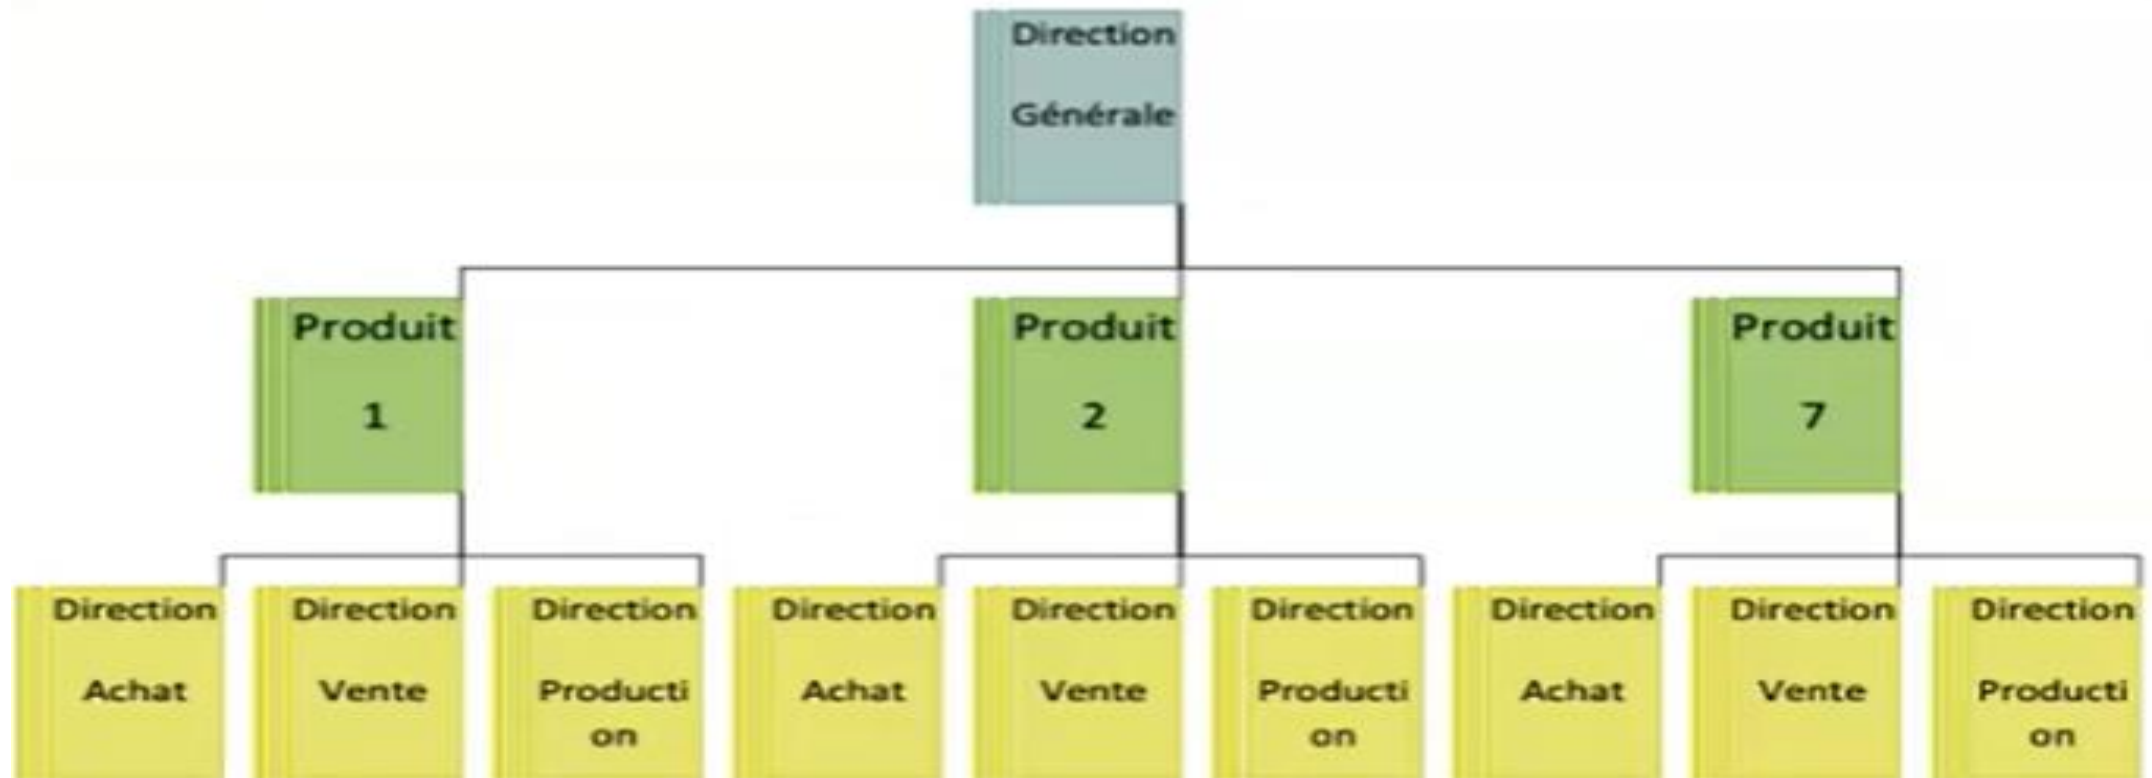 Direction
Générale
Produit
1
Produit
2
Produit
7
Direction
Achat
Direction
Vente
Direction
Producti
on
Direction
Achat
Direction
Vente
Direction
Producti
on
Direction
Achat
Direction
Vente
Direction
Producti
on